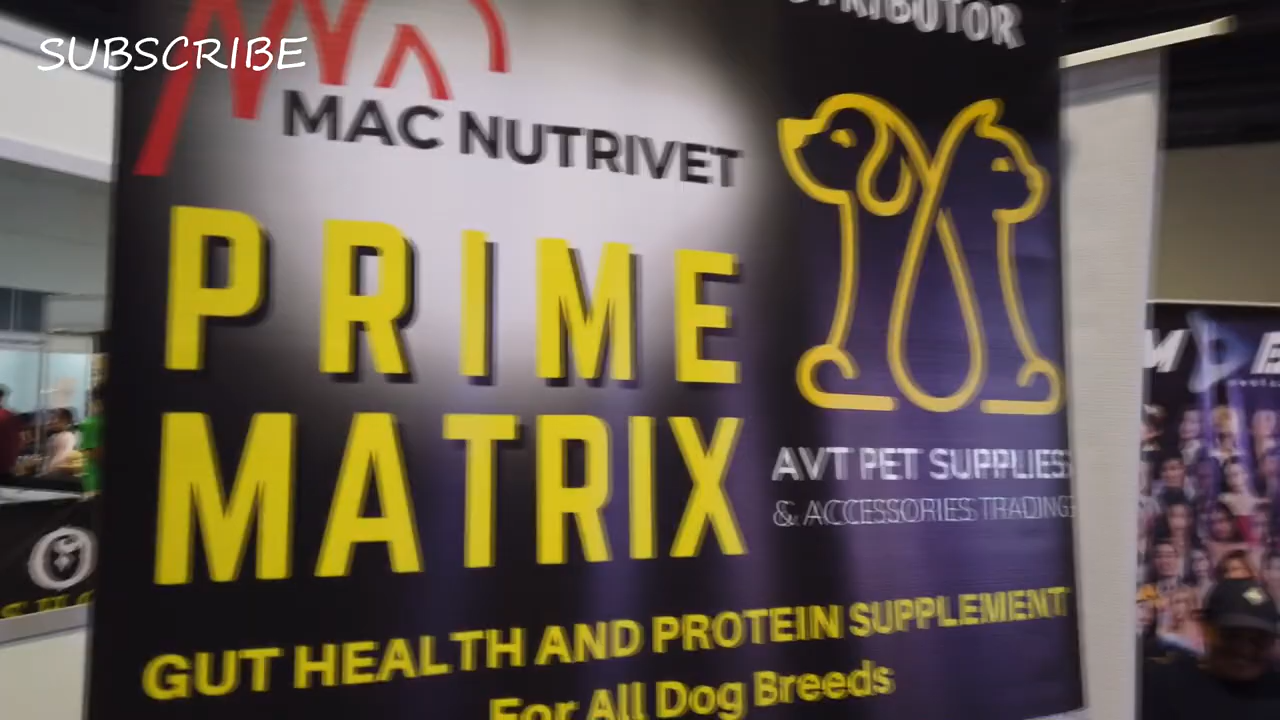 SUBSCRIBE
MAC NUTRIVET
PRIME
MATRIX
AVT PET SUPPLIES
& ACCESSORIES TRADING
GUT HEALTH AND PROTEIN SUPPLEMENT
For All Dog Breeds